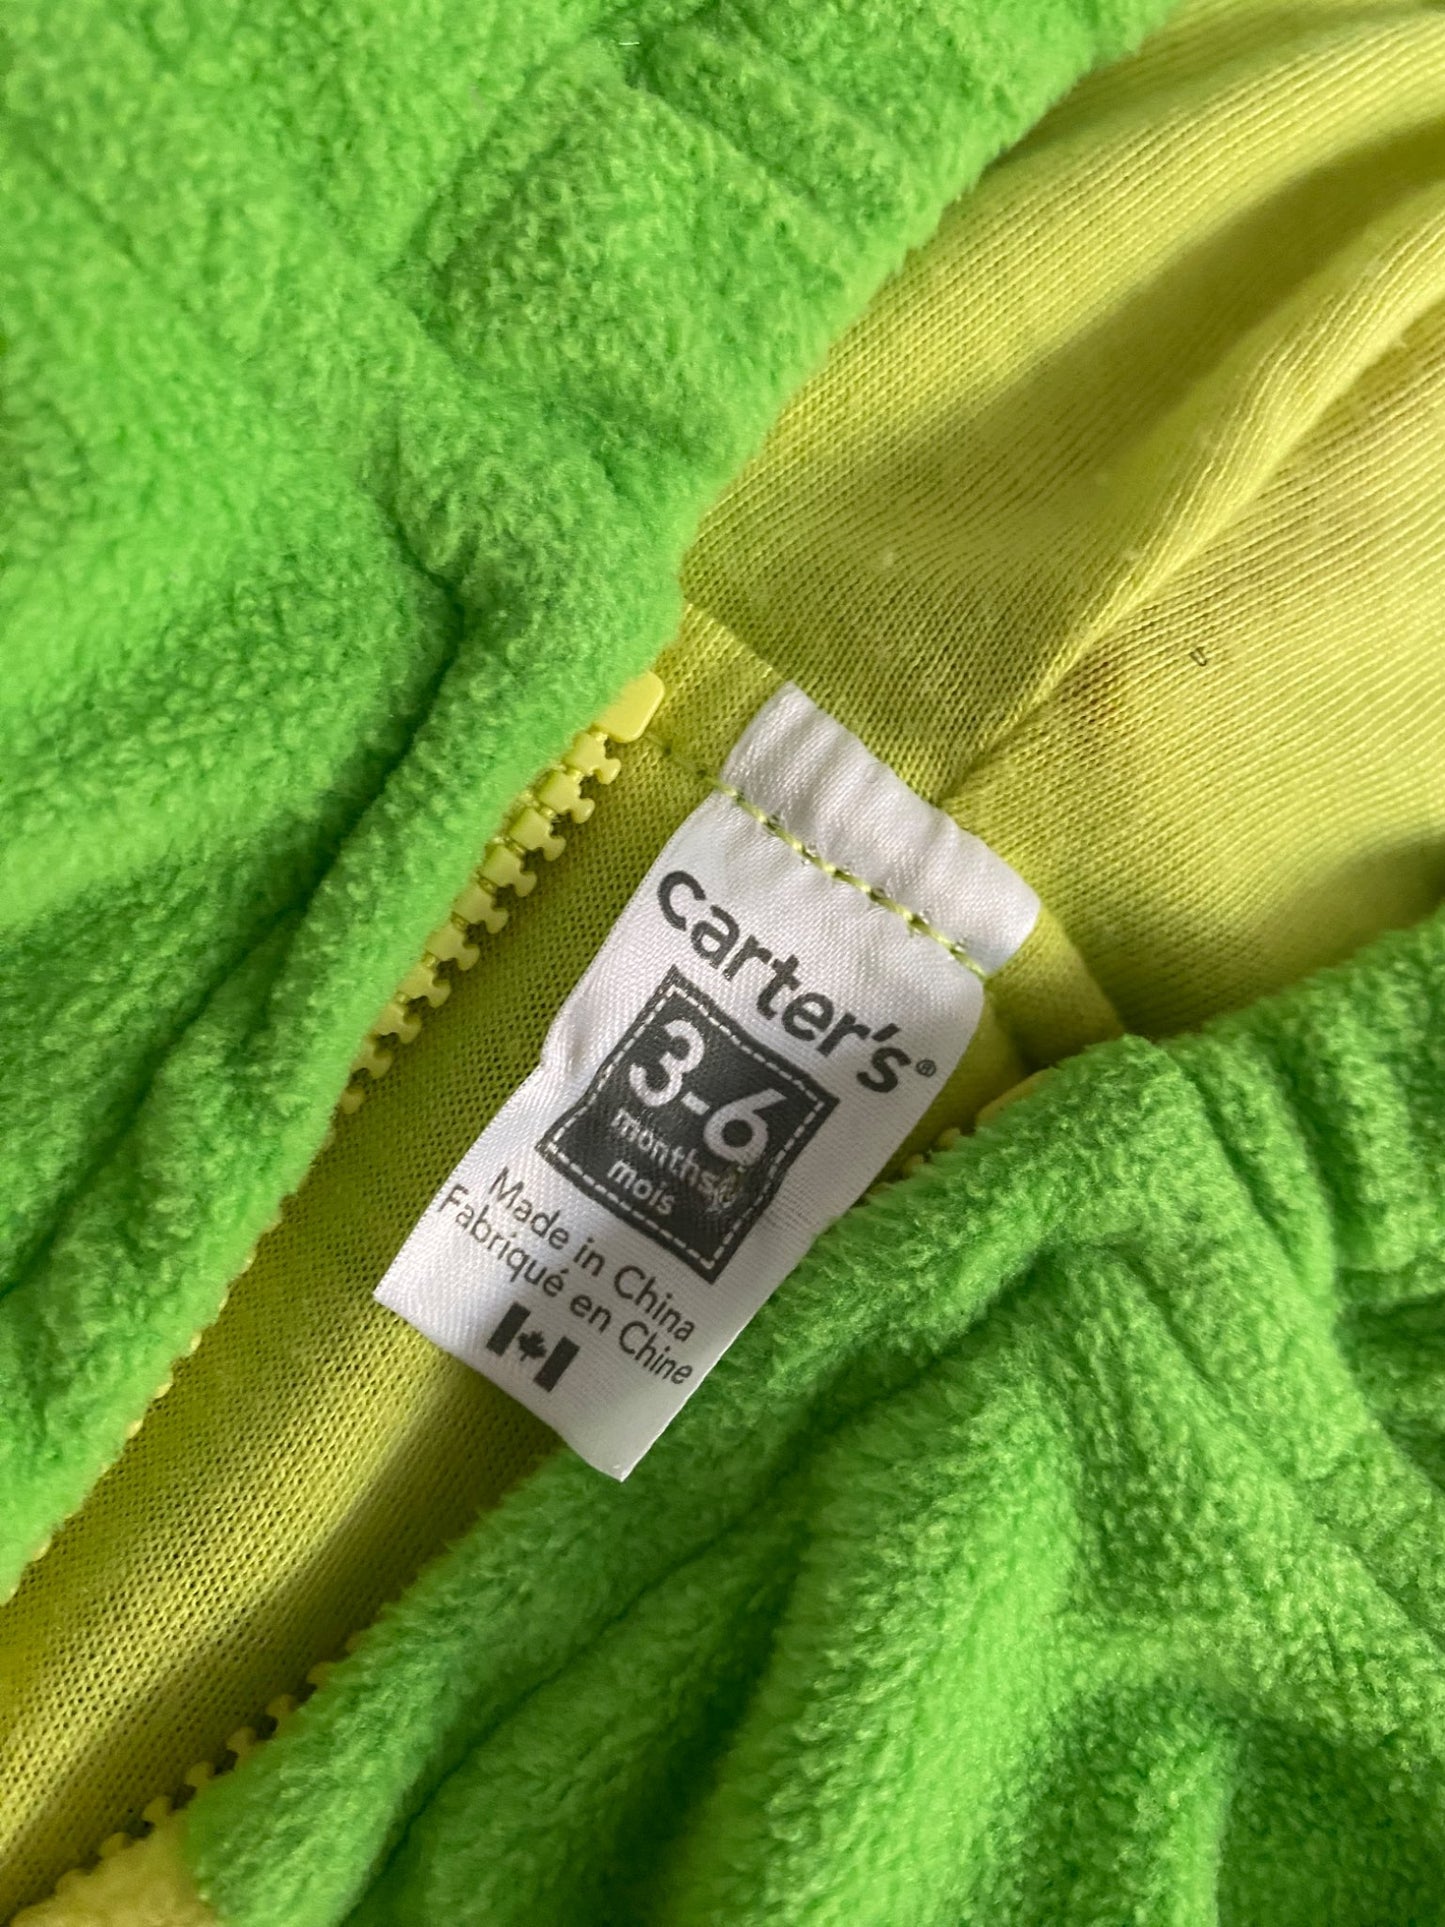 carter's®
3-6
months
mois
Made in China
Fabriqué en Chine